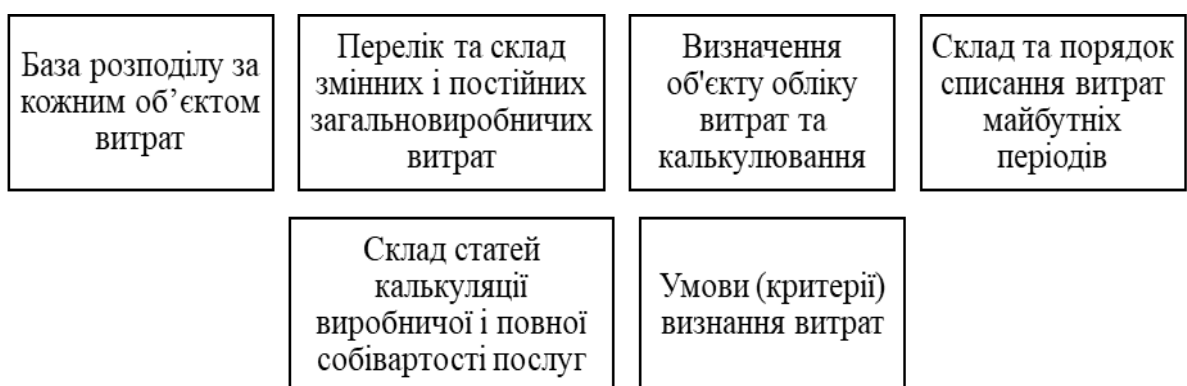 База розподілу за
кожним об’єктом
витрат
Перелік та склад
змінних і постійних
загальновиробничих
витрат
Визначення
об'єкту обліку
витрат та
калькулювання
Склад та порядок
списання витрат
майбутніх
періодів
Склад статей
калькуляції
виробничої і повної
собівартості послуг
Умови (критерії)
визнання витрат